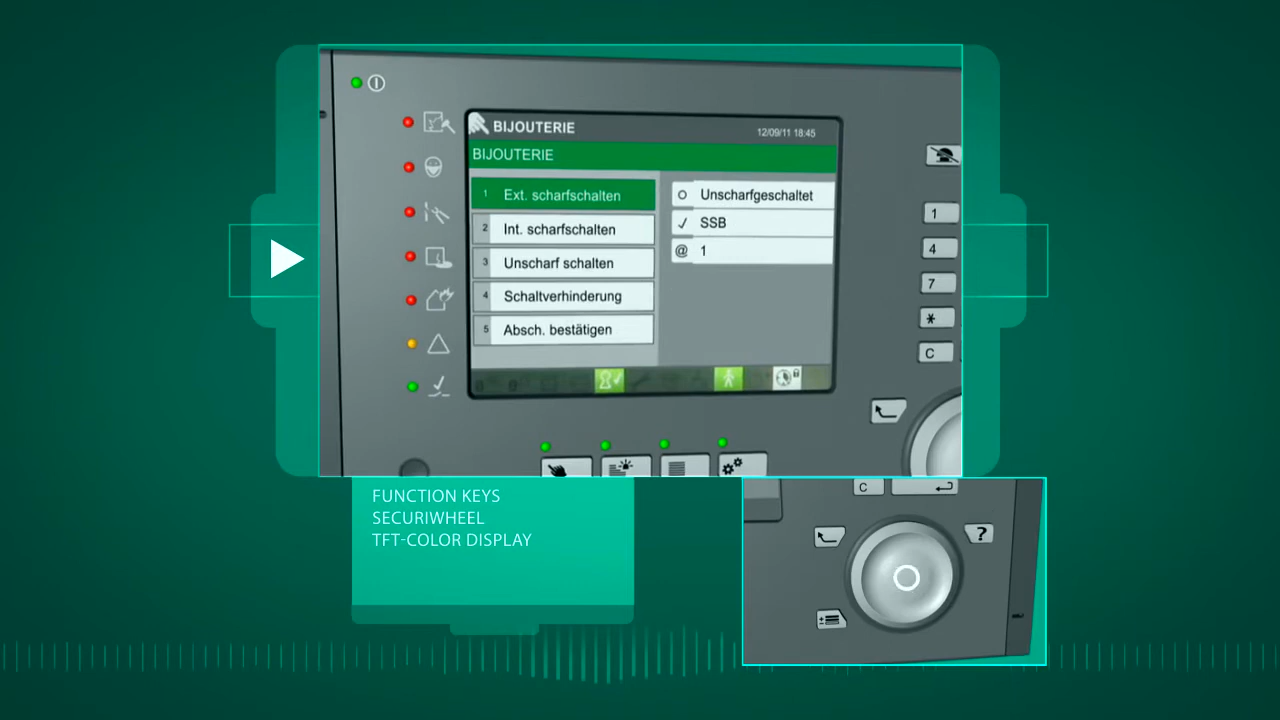 BIJOUTERIE
12/09/11 18:45
BIJOUTERIE
1 Ext. scharfschalten
2 Int. scharfschalten
3 Unscharf schalten
4 Schaltverhinderung
5 Absch. bestätigen
Unscharfgeschaltet
SSB
@ 1
1
4
7
*
C
FUNCTION KEYS
SECURIWHEEL
TFT-COLOR DISPLAY
C
?